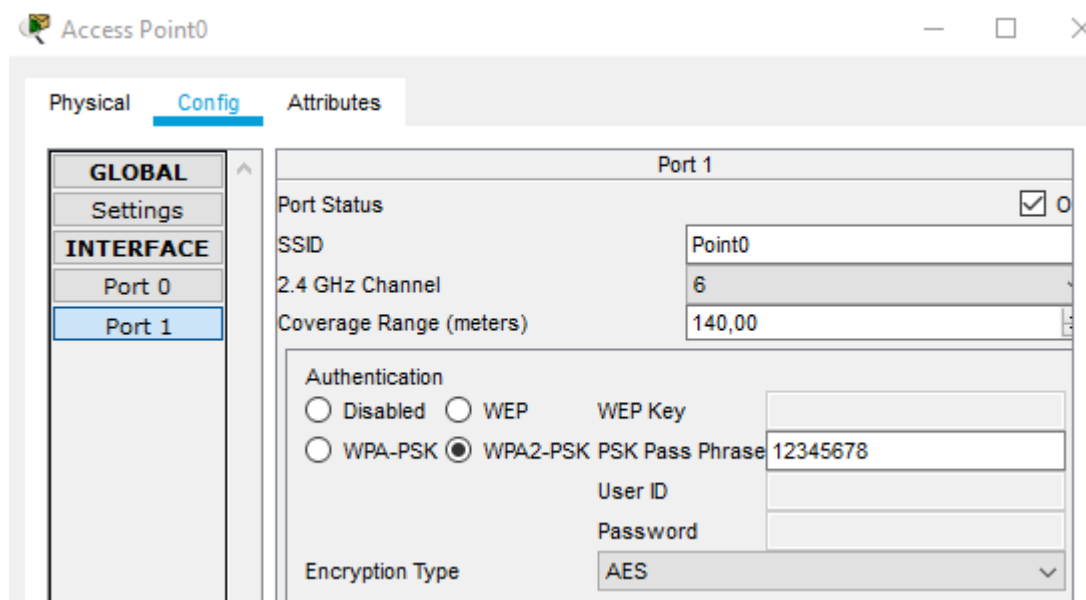 Access Point0
Physical Config Attributes
GLOBAL
Settings
INTERFACE
Port 0
Port 1
Port 1
Port Status
SSID Point0
2.4 GHz Channel 6
Coverage Range (meters) 140,00
Authentication
Disabled WEP WEP Key
WPA-PSK WPA2-PSK PSK Pass Phrase 12345678
User ID
Password
Encryption Type AES